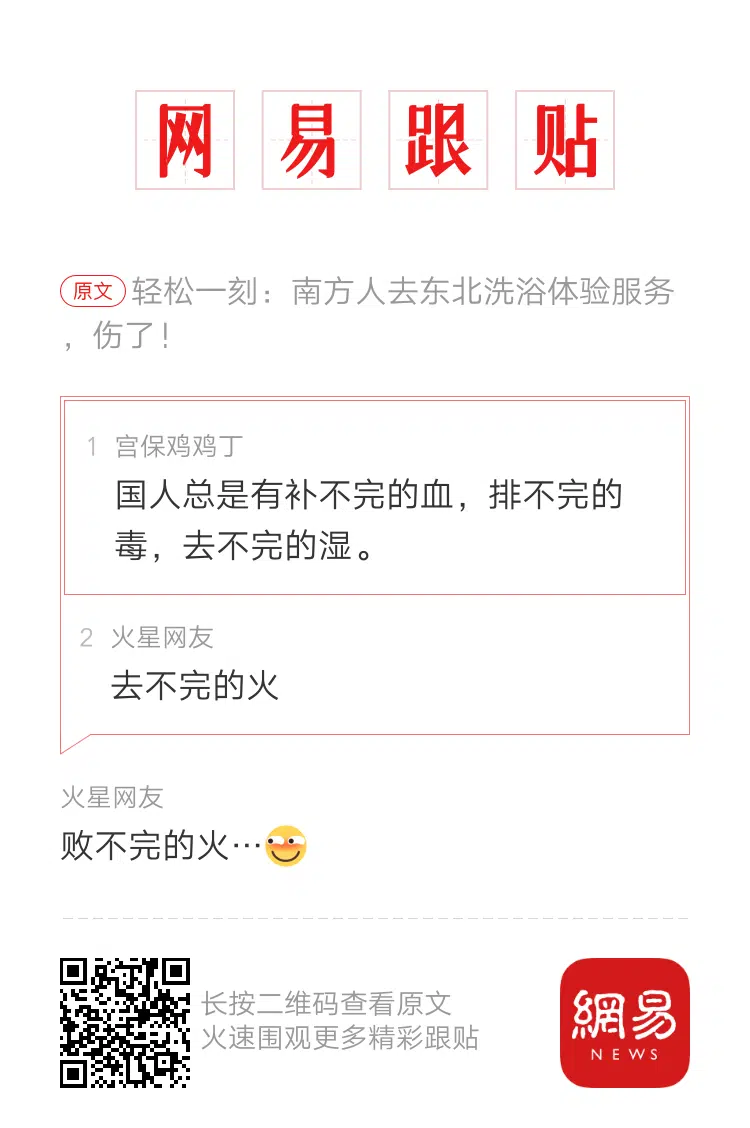 网易跟贴
原文 轻松一刻：南方人去东北洗浴体验服务
，伤了！
1 宫保鸡鸡丁
国人总是有补不完的血，排不完的
毒，去不完的湿。
2 火星网友
去不完的火
火星网友
败不完的火…
长按二维码查看原文
火速围观更多精彩跟贴
網易
NEWS